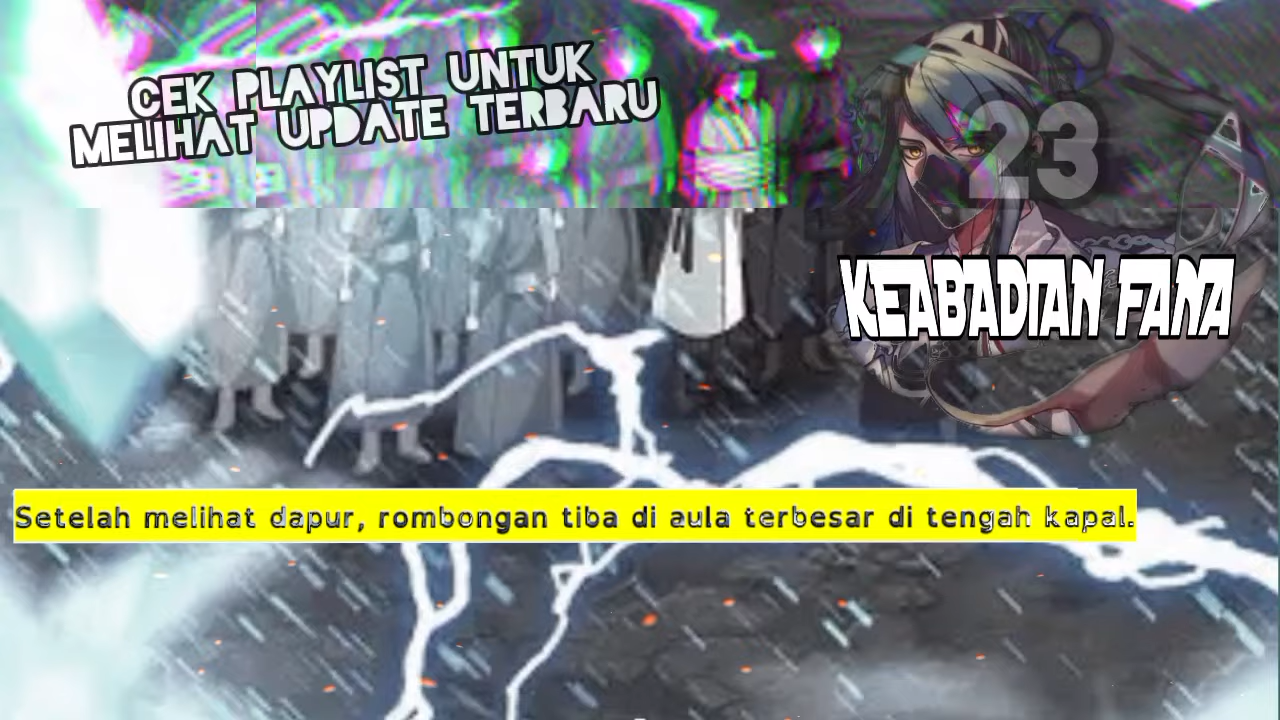 CEK PLAYLIST UNTUK
MELIHAT UPDATE TERBARU
23
KEABADIAN FANA
Setelah melihat dapur, rombongan tiba di aula terbesar di tengah kapal.